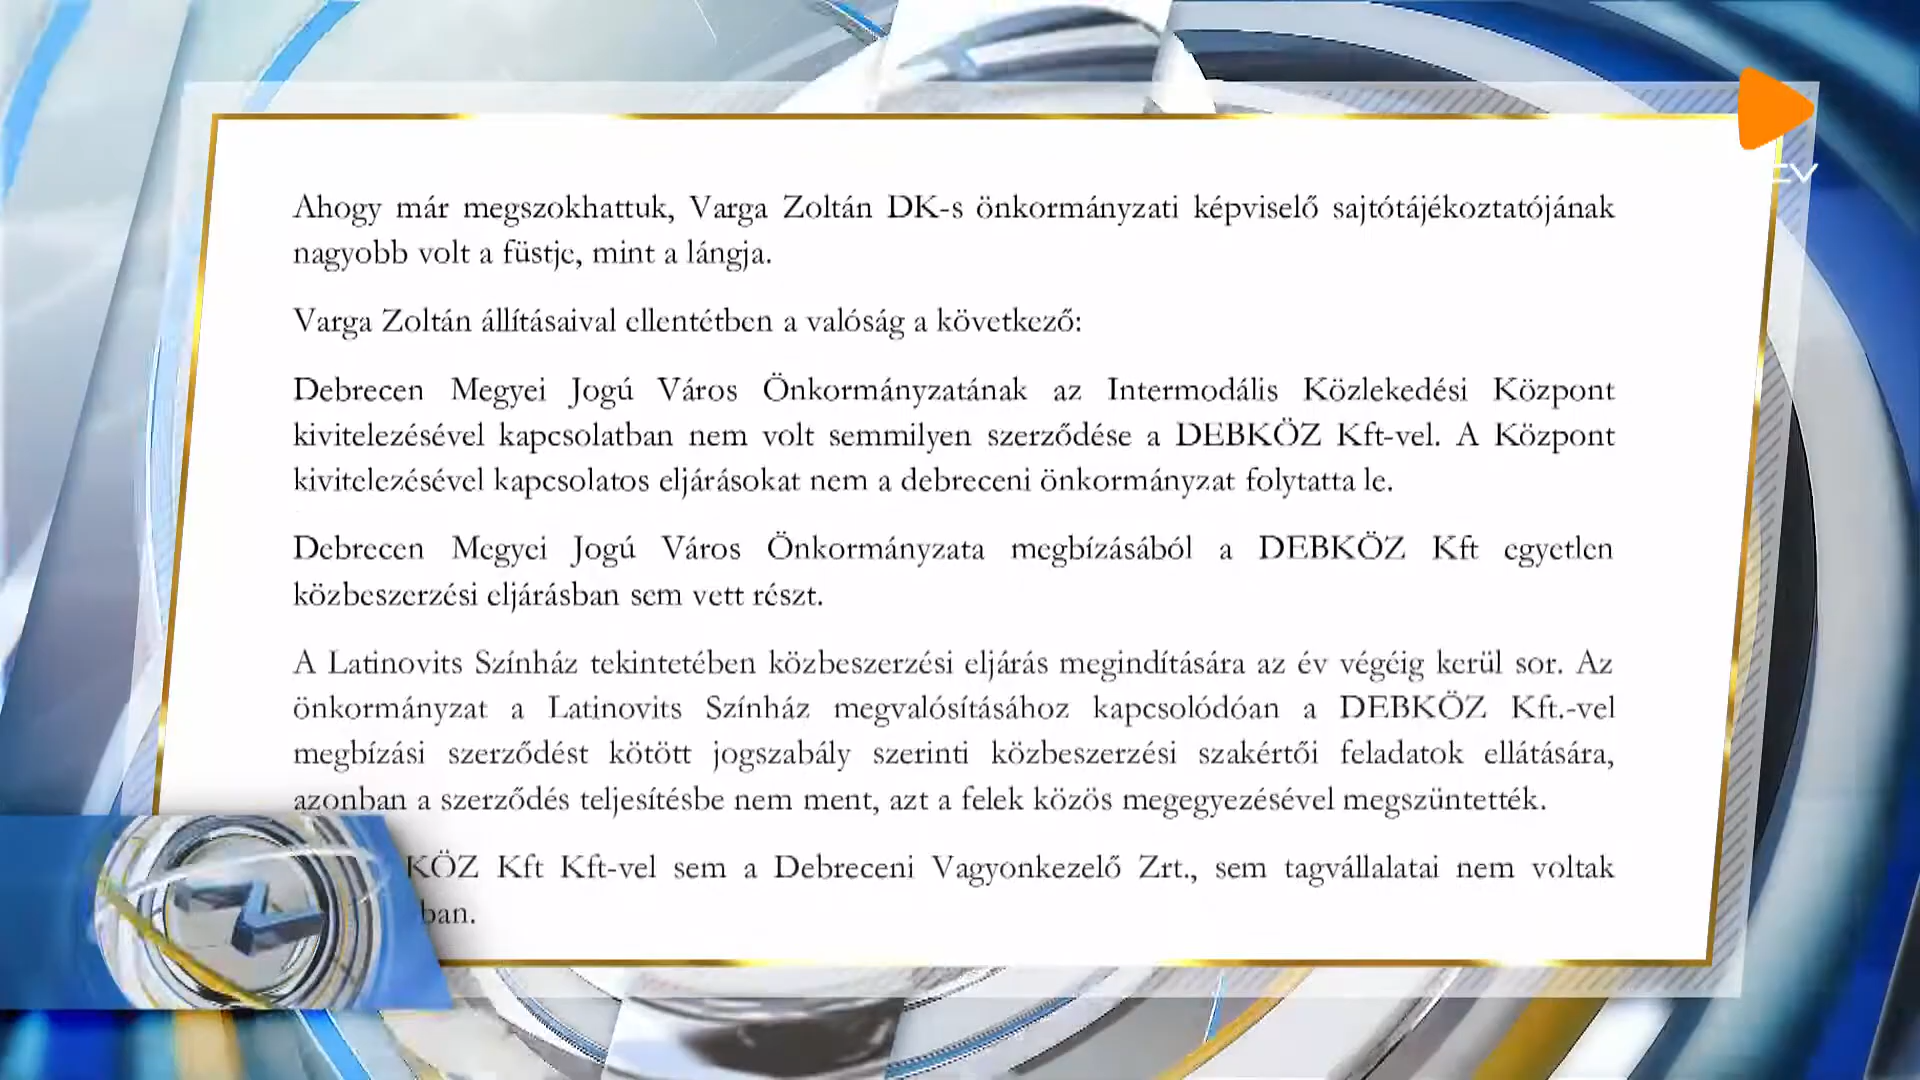 Ahogy már megszokhattuk, Varga Zoltán DK-s önkormányzati képviselő sajtótájékoztatójának
nagyobb volt a füstje, mint a lángja.
Varga Zoltán állításaival ellentétben a valóság a következő:
Debrecen Megyei Jogú Város Önkormányzatának az Intermodális Közlekedési Központ
kivitelezésével kapcsolatban nem volt semmilyen szerződése a DEBKÖZ Kft-vel. A Központ
kivitelezésével kapcsolatos eljárásokat nem a debreceni önkormányzat folytatta le.
Debrecen Megyei Jogú Város Önkormányzata megbízásából a DEBKÖZ Kft egyetlen
közbeszerzési eljárásban sem vett részt.
A Latinovits Színház tekintetében közbeszerzési eljárás megindítására az év végéig kerül sor. Az
önkormányzat a Latinovits Színház megvalósításához kapcsolódóan a DEBKÖZ Kft.-vel
megbízási szerződést kötött jogszabály szerinti közbeszerzési szakértői feladatok ellátására,
azonban a szerződés teljesítésbe nem ment, azt a felek közös megegyezésével megszüntették.
KÖZ Kft Kft-vel sem a Debreceni Vagyonkezelő Zrt., sem tagvállalatai nem voltak
ban.